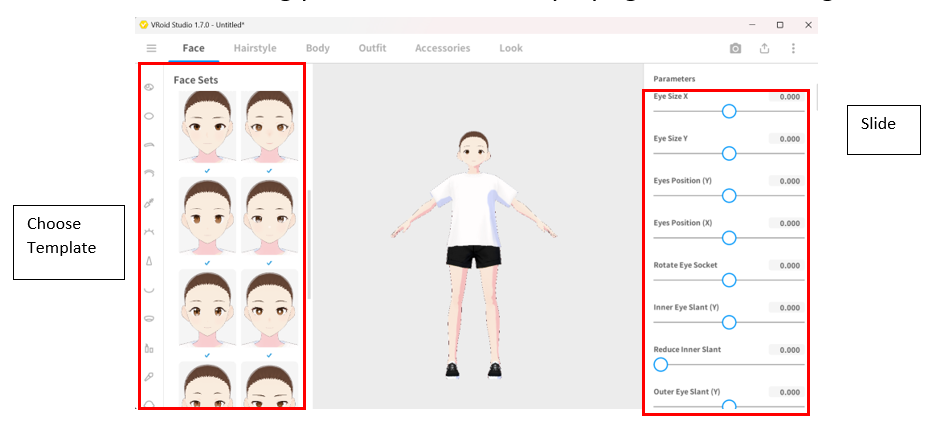 VRoid Studio 1.7.0 - Untitled*
Face Hairstyle Body Outfit Accessories Look
Face Sets
Choose
Template
Parameters
Eye Size X 0.000
Eye Size Y 0.000
Eyes Position (Y) 0.000
Eyes Position (X) 0.000
Rotate Eye Socket 0.000
Inner Eye Slant (Y) 0.000
Reduce Inner Slant 0.000
Outer Eye Slant (Y) 0.000
Slide